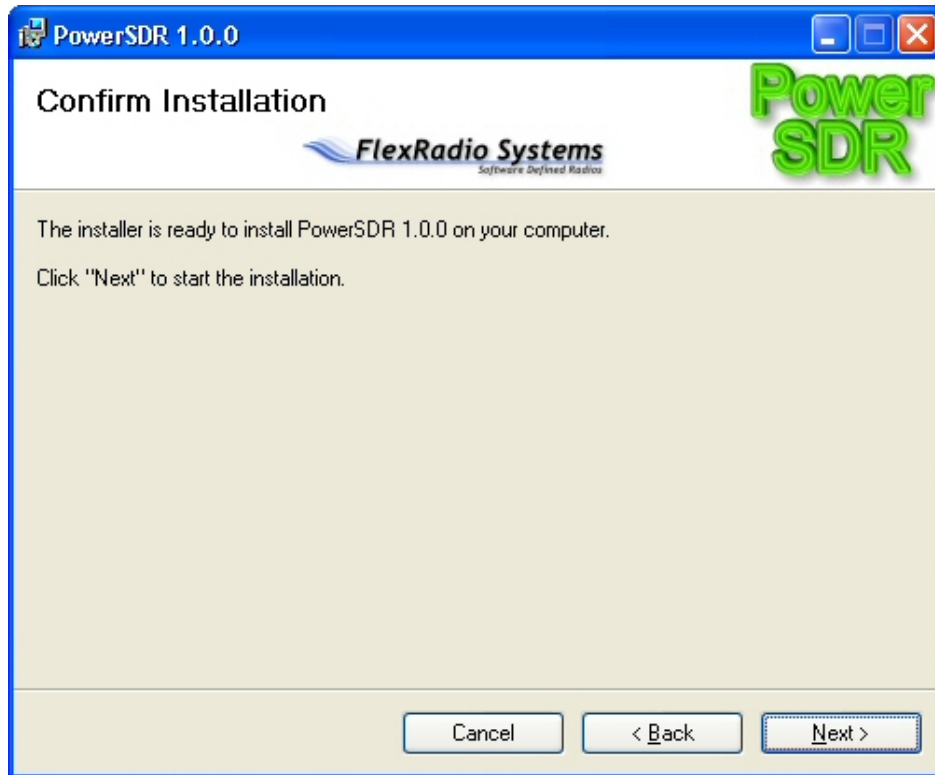 PowerSDR 1.0.0
Confirm Installation
Power
SDR
FlexRadio Systems
Software Defined Radios
The installer is ready to install PowerSDR 1.0.0 on your computer.
Click "Next" to start the installation.
Cancel
< Back
Next >